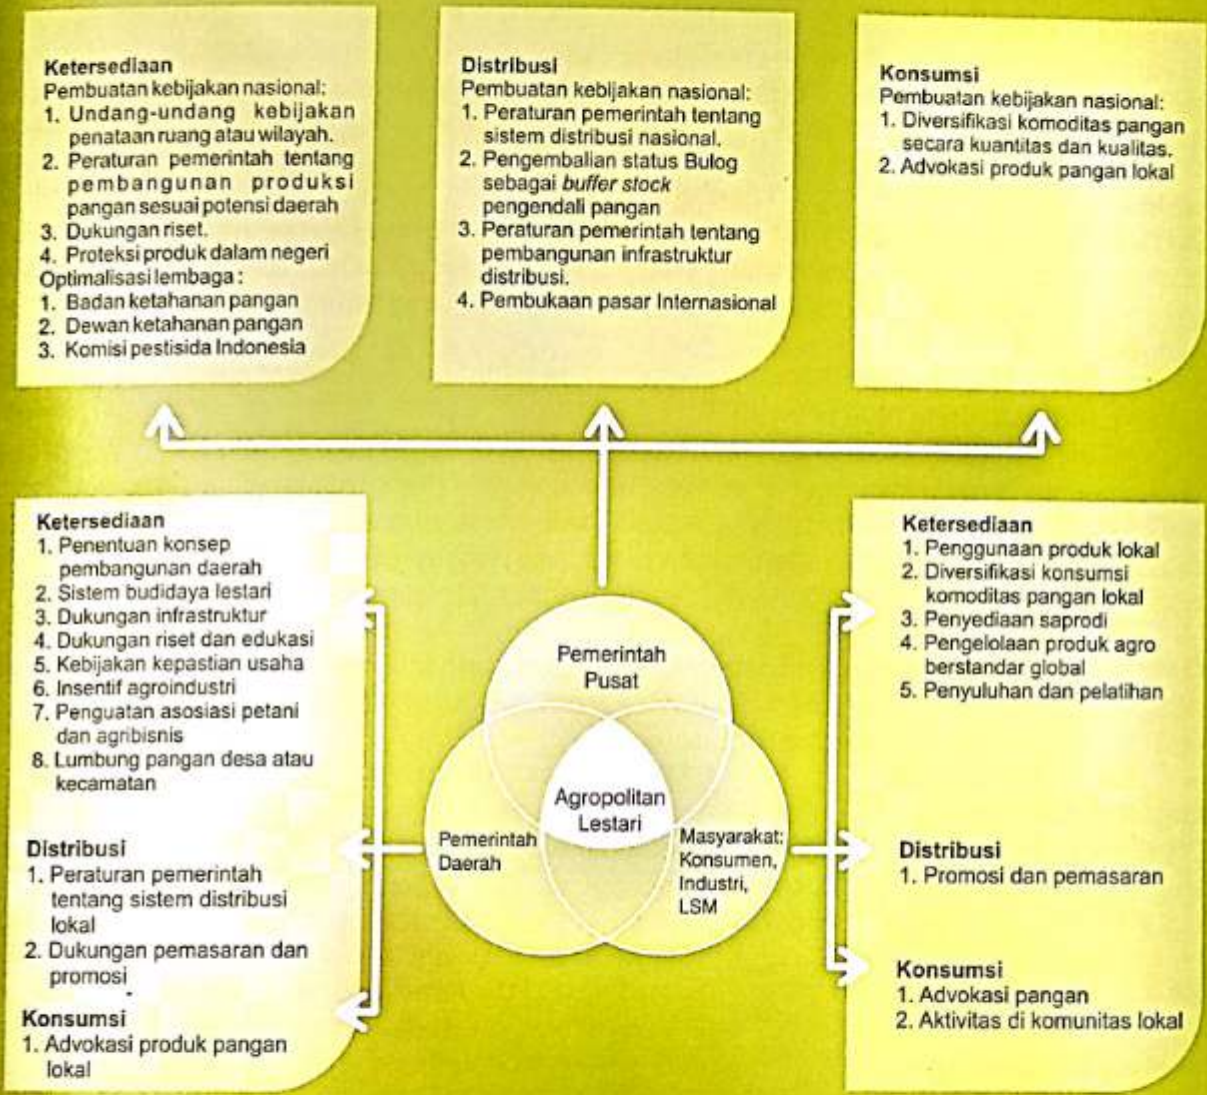 Ketersediaan
Pembuatan kebijakan nasional:
1. Undang-undang kebijakan
penataan ruang atau wilayah.
2. Peraturan pemerintah tentang
pembangunan produksi
pangan sesuai potensi daerah
3. Dukungan riset.
4. Proteksi produk dalam negeri
Optimalisasi lembaga :
1. Badan ketahanan pangan
2. Dewan ketahanan pangan
3. Komisi pestisida Indonesia
Distribusi
Pembuatan kebijakan nasional:
1. Peraturan pemerintah tentang
sistem distribusi nasional.
2. Pengembalian status Bulog
sebagai buffer stock
pengendali pangan
3. Peraturan pemerintah tentang
pembangunan infrastruktur
distribusi.
4. Pembukaan pasar Internasional
Konsumsi
Pembuatan kebijakan nasional:
1. Diversifikasi komoditas pangan
secara kuantitas dan kualitas.
2. Advokasi produk pangan lokal
Ketersediaan
1. Penentuan konsep
pembangunan daerah
2. Sistem budidaya lestari
3. Dukungan infrastruktur
4. Dukungan riset dan edukasi
5. Kebijakan kepastian usaha
6. Insentif agroindustri
7. Penguatan asosiasi petani
dan agribisnis
8. Lumbung pangan desa atau
kecamatan
Distribusi
1. Peraturan pemerintah
tentang sistem distribusi
lokal
2. Dukungan pemasaran dan
promosi
Konsumsi
1. Advokasi produk pangan
lokal
Pemerintah
Pusat
Agropolitan
Lestari
Pemerintah
Daerah
Masyarakat:
Konsumen,
Industri,
LSM
Ketersediaan
1. Penggunaan produk lokal
2. Diversifikasi konsumsi
komoditas pangan lokal
3. Penyediaan saprodi
4. Pengelolaan produk agro
berstandar global
5. Penyuluhan dan pelatihan
Distribusi
1. Promosi dan pemasaran
Konsumsi
1. Advokasi pangan
2. Aktivitas di komunitas lokal